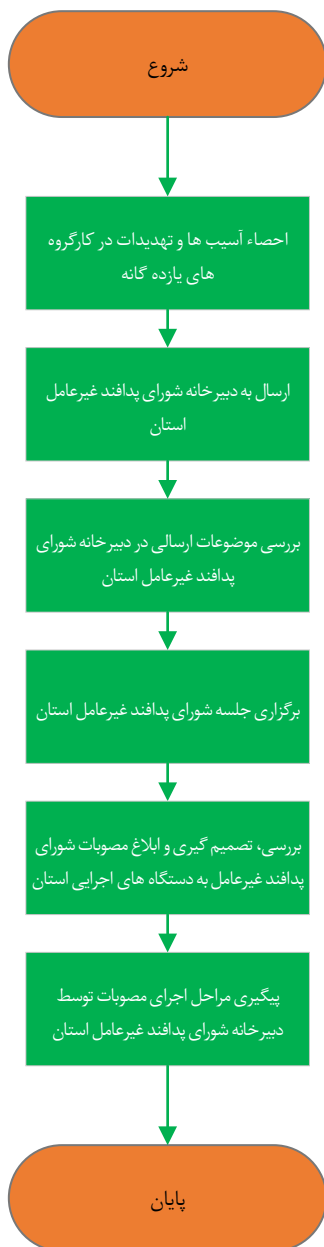 شروع
احصاء آسیب ها و تهدیدات در کارگروه
های یازده گانه
ارسال به دبیرخانه شورای پدافند غیرعامل
استان
بررسی موضوعات ارسالی در دبیرخانه شورای
پدافند غیرعامل استان
برگزاری جلسه شورای پدافند غیرعامل استان
بررسی، تصمیم گیری و ابلاغ مصوبات شورای
پدافند غیرعامل به دستگاه های اجرایی استان
پیگیری مراحل اجرای مصوبات توسط
دبیرخانه شورای پدافند غیرعامل استان
پایان